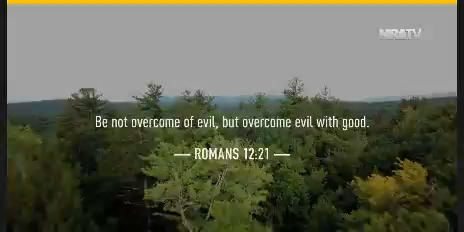 NRATV
Be not overcome of evil, but overcome evil with good.
— ROMANS 12:21 —